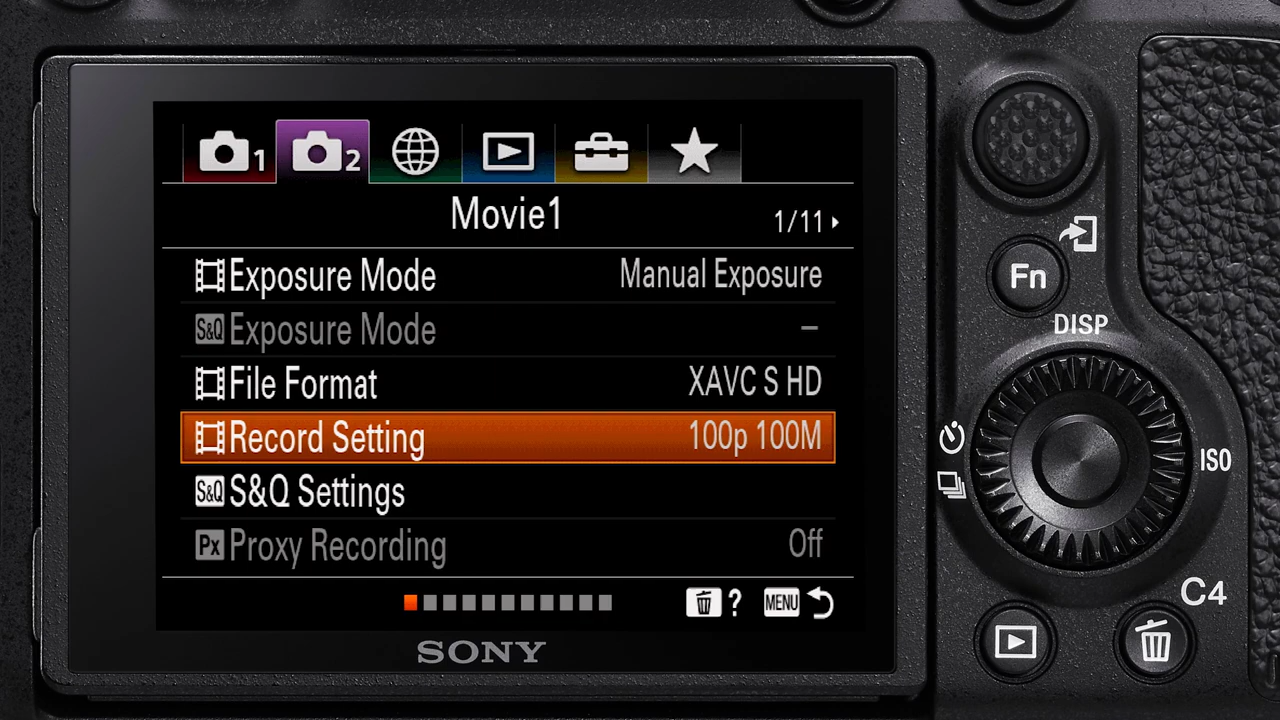 1 2
Movie1 1/11
Exposure Mode Manual Exposure
S&Q Exposure Mode –
File Format XAVC S HD
Record Setting 100p 100M
S&Q S&Q Settings
Px Proxy Recording Off
? MENU
SONY
Fn
DISP
ISO
C4